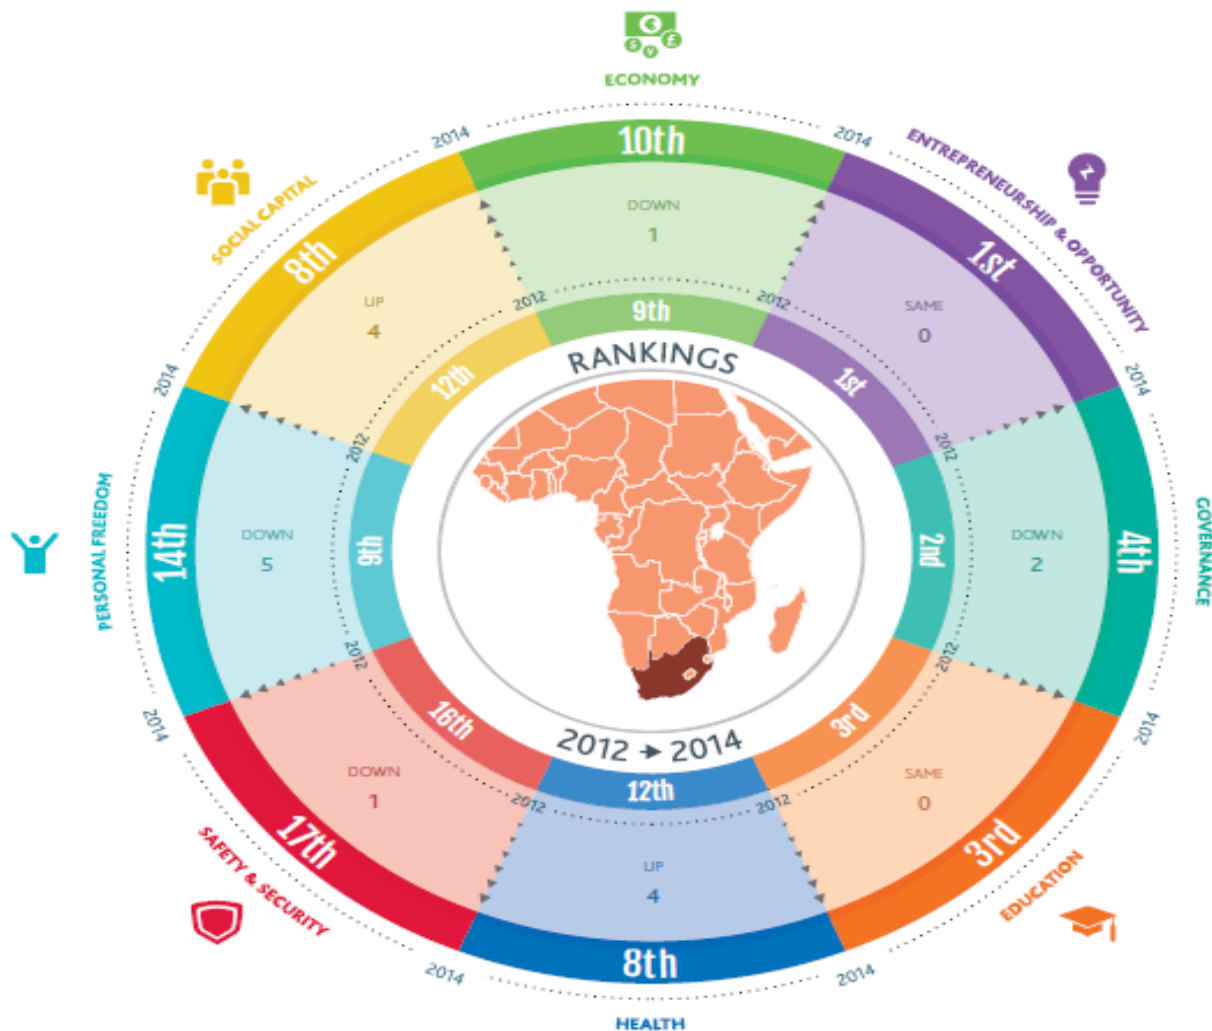 ECONOMY
2014
10th
2014
DOWN
1
2012
9th
2012
ENTREPRENEURSHIP & OPPORTUNITY
1st
SAME
0
1st
2014
2012
GOVERNANCE
4th
DOWN
2
2nd
2014
2012
EDUCATION
3rd
SAME
0
3rd
2014
2012
HEALTH
8th
UP
4
12th
2014
2012
SAFETY & SECURITY
17th
DOWN
1
16th
2014
2012
PERSONAL FREEDOM
14th
DOWN
5
9th
2014
2012
SOCIAL CAPITAL
8th
UP
4
12th
RANKINGS
2012 → 2014